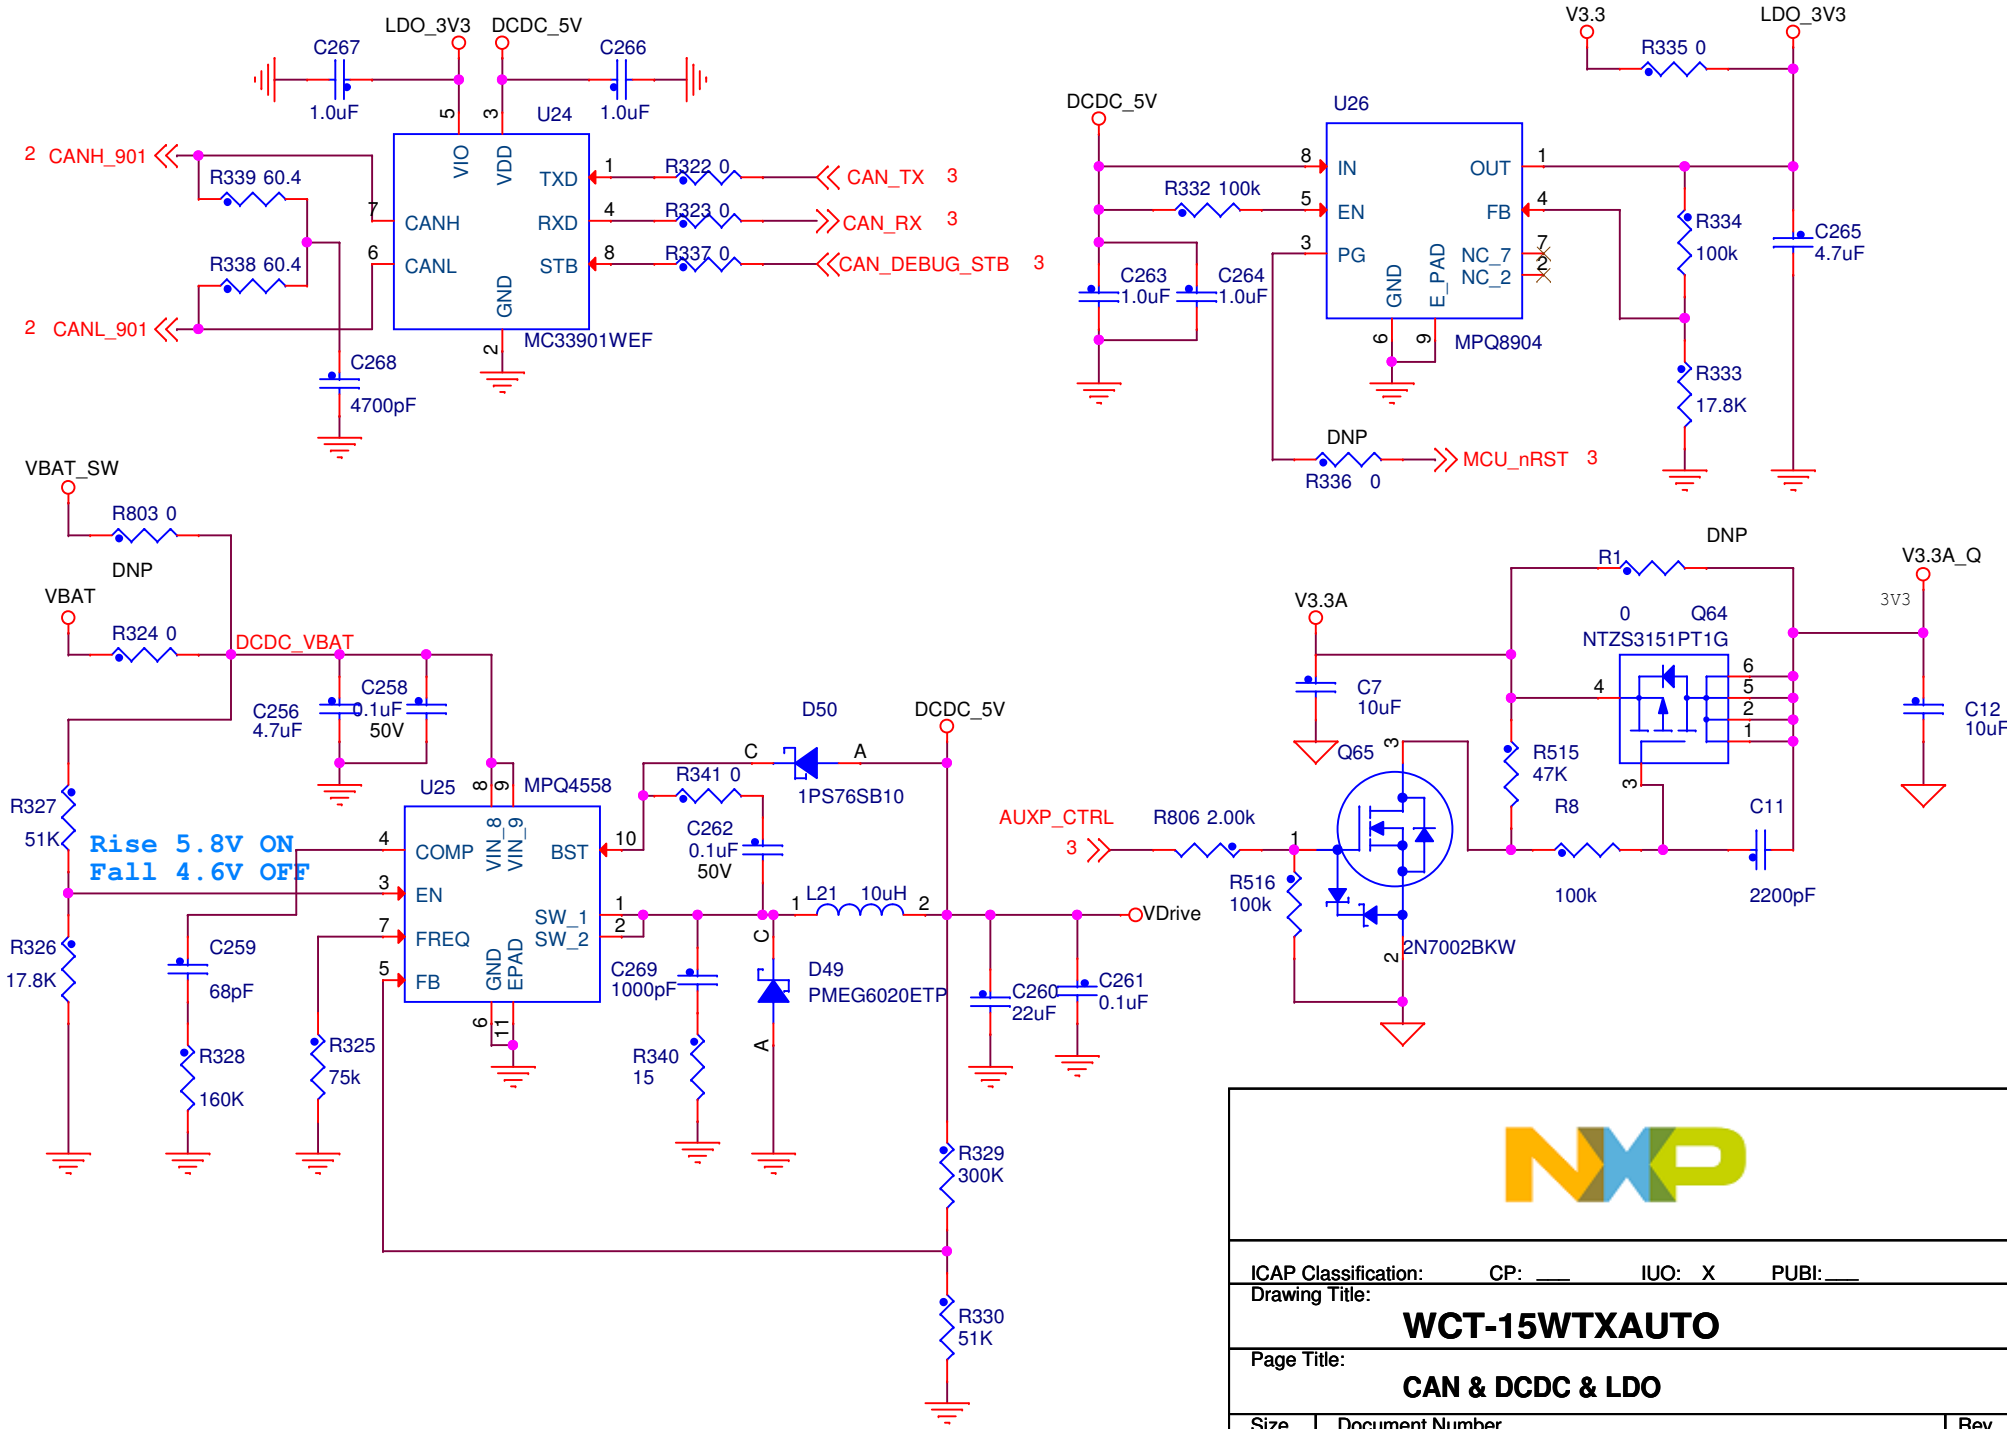 LDO_3V3
DCDC_5V
C267
1.0uF
C266
1.0uF
5
3
U24
2 CANH_901
R339 60.4
R338 60.4
2 CANL_901
7
6
VIO
VDD
TXD
CANH
RXD
CANL
STB
GND
1
4
8
2
R322 0
R323 0
R337 0
CAN_TX 3
CAN_RX 3
CAN_DEBUG_STB 3
MC33901WEF
C268
4700pF
V3.3
LDO_3V3
R335 0
DCDC_5V
U26
8
IN
OUT
1
R332 100k
5
EN
FB
4
3
PG
NC_7
7
NC_2
2
GND
E_PAD
6
9
MPQ8904
C263
1.0uF
C264
1.0uF
R334
100k
C265
4.7uF
R333
17.8K
DNP
R336 0
MCU_nRST 3
VBAT_SW
R803 0
DNP
VBAT
R324 0
DCDC_VBAT
C256
4.7uF
C258
0.1uF
50V
R327
51K
Rise 5.8V ON
Fall 4.6V OFF
R326
17.8K
U25
8
9
MPQ4558
4
COMP
VIN_8
VIN_9
BST
10
3
EN
7
FREQ
SW_1
1
SW_2
2
5
FB
GND
EPAD
6
11
C259
68pF
R328
160K
R325
75k
D50
C
A
1PS76SB10
R341 0
C262
0.1uF
50V
DCDC_5V
1
L21 10uH
2
VDrive
C269
1000pF
R340
15
C
D49
PMEG6020ETP
A
C260
22uF
C261
0.1uF
R329
300K
R330
51K
DNP
R1
0
V3.3A_Q
3V3
V3.3A
Q64
NTZS3151PT1G
4
6
5
2
1
3
C7
10uF
C12
10uF
Q65
3
R515
47K
R8
100k
C11
2200pF
AUXP_CTRL
3
R806 2.00k
1
R516
100k
2
2N7002BKW
NXP
ICAP Classification: CP: ___ IUO: X PUBI: ___
Drawing Title:
WCT-15WTXAUTO
Page Title:
CAN & DCDC & LDO
Size
Document Number
Rev